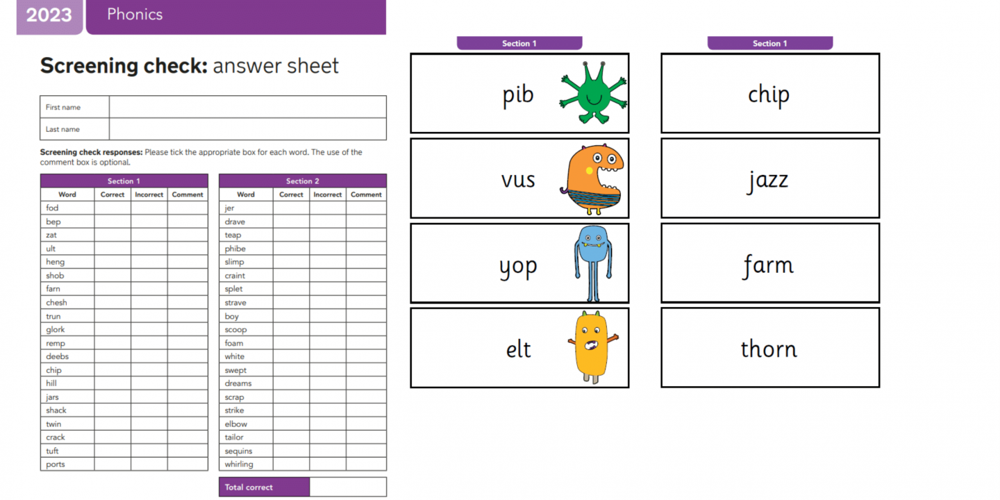 2023 Phonics
Screening check: answer sheet
First name
Last name
Screening check responses: Please tick the appropriate box for each word. The use of the
comment box is optional.
Section 1
Word Correct Incorrect Comment
fod
bep
zat
ult
heng
shob
farn
chesh
trun
glork
remp
deebs
chip
hill
jars
shack
twin
crack
tuft
ports
Section 2
Word Correct Incorrect Comment
jer
drave
teap
phibe
slimp
craint
splet
strave
boy
scoop
foam
white
swept
dreams
scrap
strike
elbow
tailor
sequins
whirling
Total correct
Section 1
pib
vus
yop
elt
Section 1
chip
jazz
farm
thorn